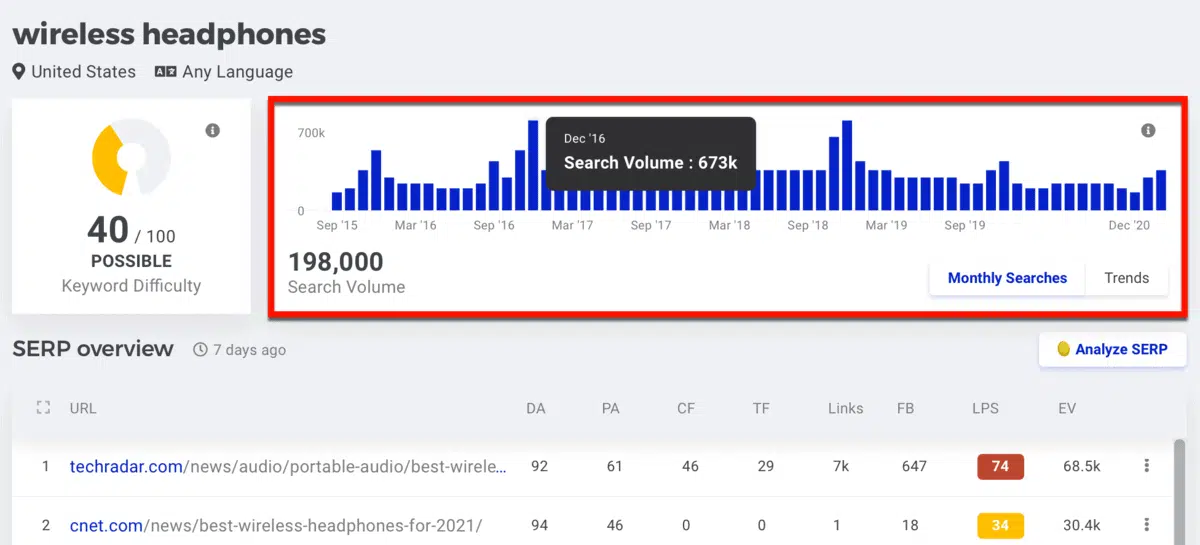 wireless headphones
United States Any Language
700k
Dec '16
Search Volume : 673k
0
Sep '15 Mar '16 Sep '16 Mar '17 Sep '17 Mar '18 Sep '18 Mar '19 Sep '19 Dec '20
40 / 100
POSSIBLE
Keyword Difficulty
198,000
Search Volume
Monthly Searches Trends
SERP overview 7 days ago
Analyze SERP
URL DA PA CF TF Links FB LPS EV
1 techradar.com/news/audio/portable-audio/best-wirele... 92 61 46 29 7k 647 74 68.5k
2 cnet.com/news/best-wireless-headphones-for-2021/ 94 46 0 0 1 18 34 30.4k